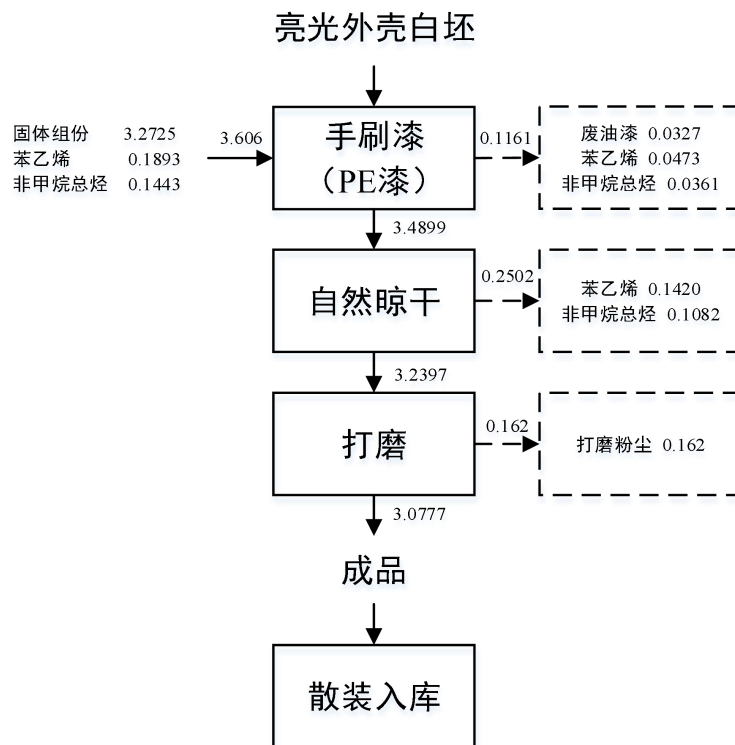 亮光外壳白坯
固体组份 3.2725
苯乙烯 0.1893
非甲烷总烃 0.1443
3.606
手刷漆
（PE漆）
0.1161
废油漆 0.0327
苯乙烯 0.0473
非甲烷总烃 0.0361
3.4899
自然晾干
0.2502
苯乙烯 0.1420
非甲烷总烃 0.1082
3.2397
打磨
0.162
打磨粉尘 0.162
3.0777
成品
散装入库